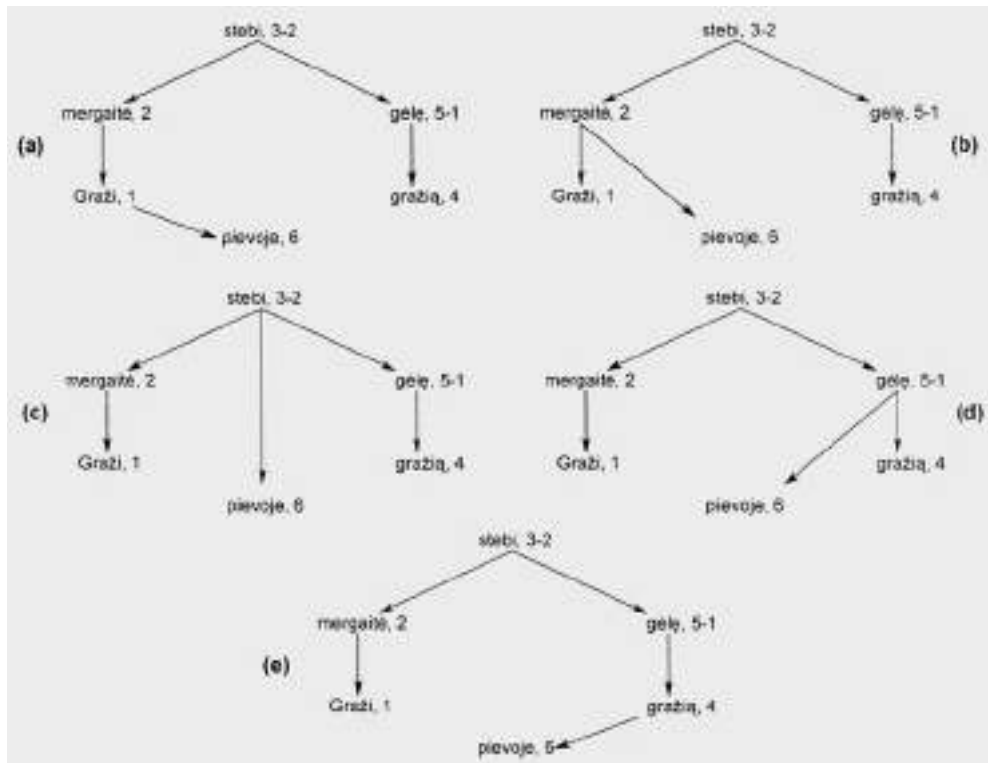 stebi, 3-2 stebi, 3-2
mergaitė, 2 gėlę, 5-1 mergaitė, 2 gėlę, 5-1
(a) (b)
Graži, 1 gražią, 4 Graži, 1 gražią, 4
pievoje, 6 pievoje, 6
stebi, 3-2 stebi, 3-2
mergaitė, 2 gėlę, 5-1 mergaitė, 2 gėlę, 5-1
(c) (d)
Graži, 1 gražią, 4 Graži, 1 gražią, 4
pievoje, 6 pievoje, 6
stebi, 3-2
mergaitė, 2 gėlę, 5-1
(e)
Graži, 1 gražią, 4
pievoje, 6